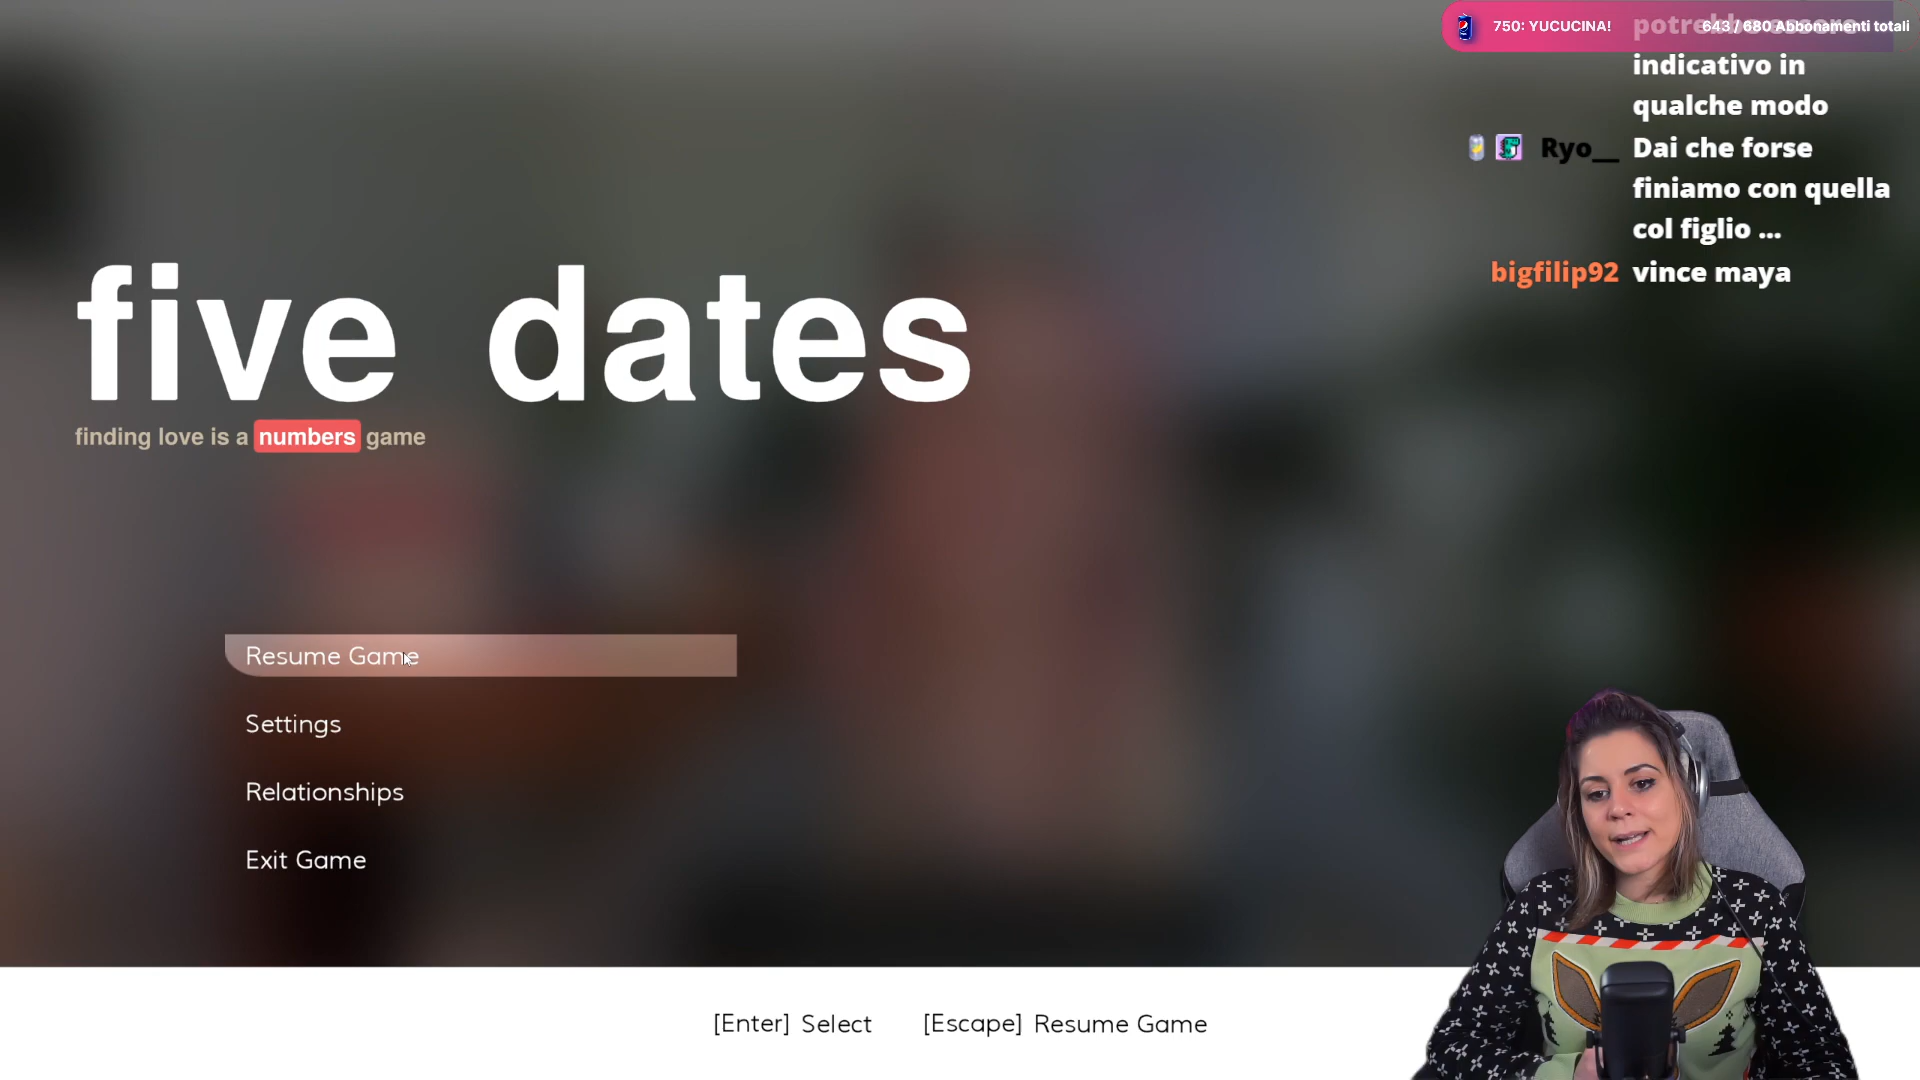 750: YUCUCINA!
643 / 680 Abbonamenti totali
potrebbe essere
indicativo in
qualche modo
Ryo__ Dai che forse
finiamo con quella
col figlio ...
bigfilip92 vince maya
five dates
finding love is a numbers game
Resume Game
Settings
Relationships
Exit Game
[Enter] Select [Escape] Resume Game